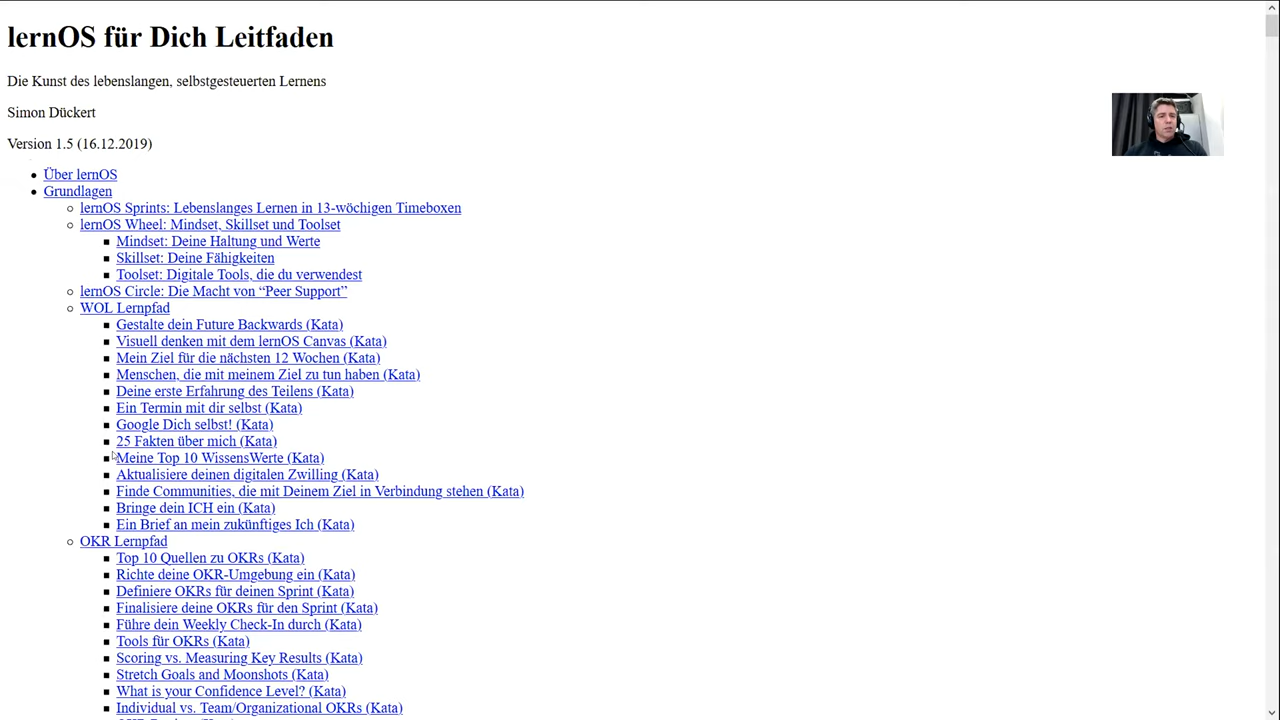 lernOS für Dich Leitfaden
Die Kunst des lebenslangen, selbstgesteuerten Lernens
Simon Dückert
Version 1.5 (16.12.2019)
Über lernOS
Grundlagen
lernOS Sprints: Lebenslanges Lernen in 13-wöchigen Timeboxen
lernOS Wheel: Mindset, Skillset und Toolset
Mindset: Deine Haltung und Werte
Skillset: Deine Fähigkeiten
Toolset: Digitale Tools, die du verwendest
lernOS Circle: Die Macht von “Peer Support”
WOL Lernpfad
Gestalte dein Future Backwards (Kata)
Visuell denken mit dem lernOS Canvas (Kata)
Mein Ziel für die nächsten 12 Wochen (Kata)
Menschen, die mit meinem Ziel zu tun haben (Kata)
Deine erste Erfahrung des Teilens (Kata)
Ein Termin mit dir selbst (Kata)
Google Dich selbst! (Kata)
25 Fakten über mich (Kata)
Meine Top 10 WissensWerte (Kata)
Aktualisiere deinen digitalen Zwilling (Kata)
Finde Communities, die mit Deinem Ziel in Verbindung stehen (Kata)
Bringe dein ICH ein (Kata)
Ein Brief an mein zukünftiges Ich (Kata)
OKR Lernpfad
Top 10 Quellen zu OKRs (Kata)
Richte deine OKR-Umgebung ein (Kata)
Definiere OKRs für deinen Sprint (Kata)
Finalisiere deine OKRs für den Sprint (Kata)
Führe dein Weekly Check-In durch (Kata)
Tools für OKRs (Kata)
Scoring vs. Measuring Key Results (Kata)
Stretch Goals and Moonshots (Kata)
What is your Confidence Level? (Kata)
Individual vs. Team/Organizational OKRs (Kata)